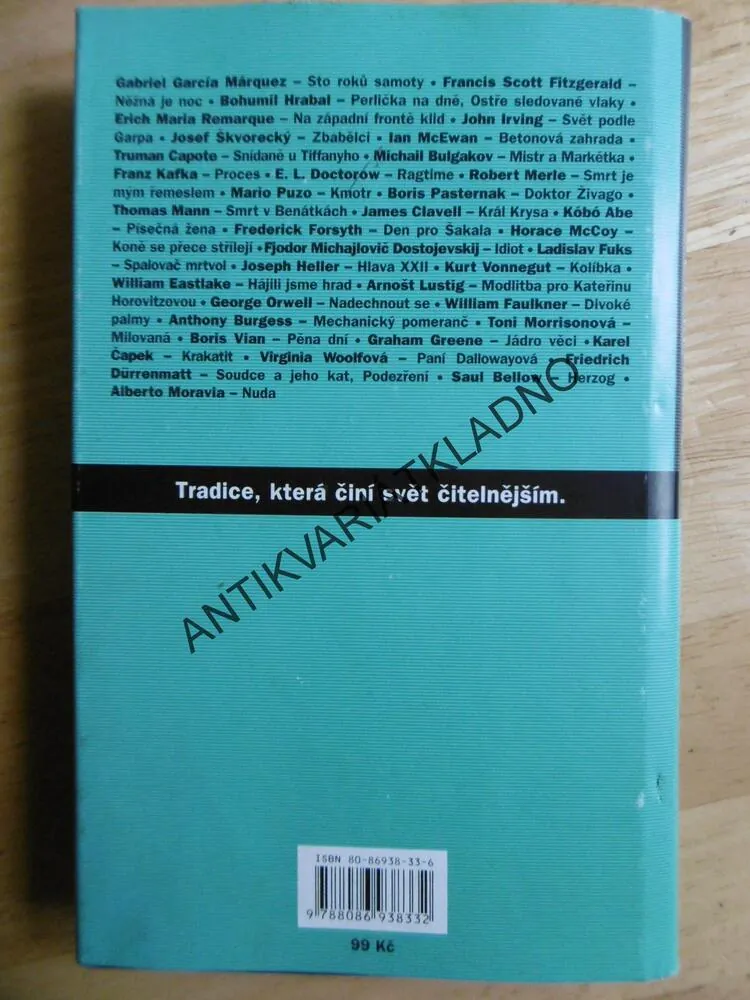 Gabriel García Márquez – Sto roků samoty • Francis Scott Fitzgerald –
Něžná je noc • Bohumil Hrabal – Perlička na dně, Ostře sledované vlaky •
Erich Maria Remarque – Na západní frontě klid • John Irving – Svět podle
Garpa • Josef Škvorecký – Zbabělci • Ian McEwan – Betonová zahrada •
Truman Capote – Snídaně u Tiffanyho • Michail Bulgakov – Mistr a Markétka •
Franz Kafka – Proces • E. L. Doctorow – Ragtime • Robert Merle – Smrt je
mým řemeslem • Mario Puzo – Kmotr • Boris Pasternak – Doktor Živago •
Thomas Mann – Smrt v Benátkách • James Clavell – Král Krysa • Kóbó Abe
– Písečná žena • Frederick Forsyth – Den pro Šakala • Horace McCoy –
Koně se přece střílejí • Fjodor Michajlovič Dostojevskij – Idiot • Ladislav Fuks
– Spalovač mrtvol • Joseph Heller – Hlava XXII • Kurt Vonnegut – Kolíbka •
William Eastlake – Hájili jsme hrad • Arnošt Lustig – Modlitba pro Kateřinu
Horovitzovou • George Orwell – Nadechnout se • William Faulkner – Divoké
palmy • Anthony Burgess – Mechanický pomeranč • Toni Morrisonová –
Milovaná • Boris Vian – Pěna dní • Graham Greene – Jádro věci • Karel
Čapek – Krakatit • Virginia Woolfová – Paní Dallowayová • Friedrich
Dürrenmatt – Soudce a jeho kat, Podezření • Saul Bellow – Herzog •
Alberto Moravia – Nuda
Tradice, která činí svět čitelnějším.
ANTIKVARIATKLADNO
ISBN 80-86938-33-6
9 788086 938332
99 Kč